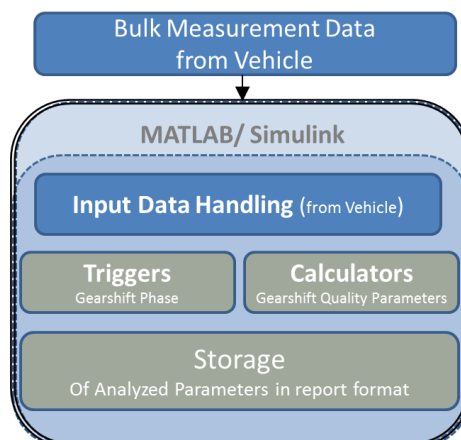 Bulk Measurement Data
from Vehicle
MATLAB/ Simulink
Input Data Handling (from Vehicle)
Triggers
Gearshift Phase
Calculators
Gearshift Quality Parameters
Storage
Of Analyzed Parameters in report format